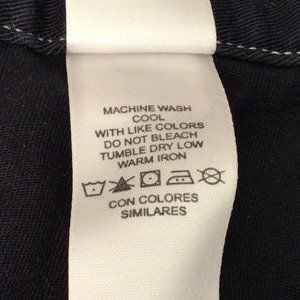 MACHINE WASH
COOL
WITH LIKE COLORS
DO NOT BLEACH
TUMBLE DRY LOW
WARM IRON
CON COLORES
SIMILARES